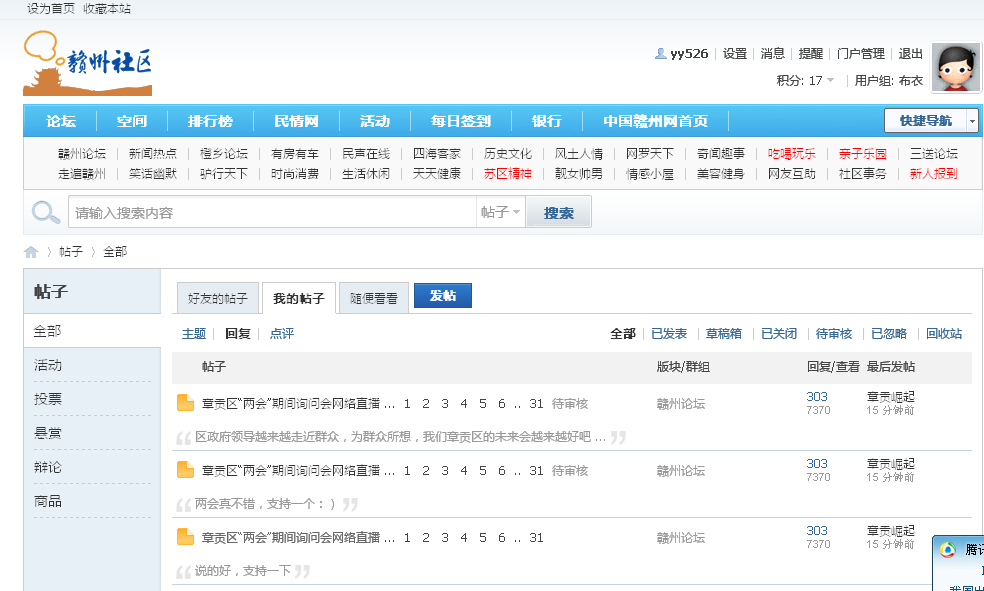 设为首页 收藏本站
赣州社区
yy526 设置 消息 提醒 门户管理 退出
积分: 17 用户组: 布衣
论坛 空间 排行榜 民情网 活动 每日签到 银行 中国赣州网首页 快捷导航
赣州论坛 新闻热点 橙乡论坛 有房有车 民声在线 四海客家 历史文化 风土人情 网罗天下 奇闻趣事 吃喝玩乐 亲子乐园 三送论坛
走遍赣州 笑话幽默 驴行天下 时尚消费 生活休闲 天天健康 苏区精神 靓女帅男 情感小屋 美容健身 网友互助 社区事务 新人报到
请输入搜索内容 帖子 搜索
帖子 全部
帖子
全部
活动
投票
悬赏
辩论
商品
好友的帖子 我的帖子 随便看看 发帖
主题 回复 点评 全部 已发表 草稿箱 已关闭 待审核 已忽略 回收站
帖子 版块/群组 回复/查看 最后发帖
章贡区“两会”期间询问会网络直播 ... 1 2 3 4 5 6 .. 31 待审核 赣州论坛 303 章贡崛起
7370 15 分钟前
区政府领导越来越走近群众，为群众所想，我们章贡区的未来会越来越好吧 ...
章贡区“两会”期间询问会网络直播 ... 1 2 3 4 5 6 .. 31 待审核 赣州论坛 303 章贡崛起
7370 15 分钟前
两会真不错，支持一个：）
章贡区“两会”期间询问会网络直播 ... 1 2 3 4 5 6 .. 31 赣州论坛 303 章贡崛起
7370 15 分钟前
说的好，支持一下